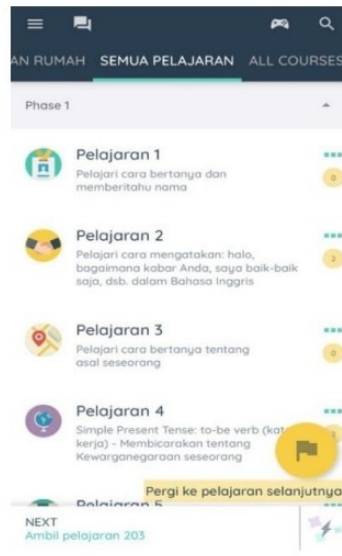 AN RUMAH SEMUA PELAJARAN ALL COURSES
Phase 1
Pelajaran 1
Pelajari cara bertanya dan
memberitahu nama
0
Pelajaran 2
Pelajari cara mengatakan: halo,
bagaimana kabar Anda, saya baik-baik
saja, dsb. dalam Bahasa Inggris
2
Pelajaran 3
Pelajari cara bertanya tentang
asal seseorang
0
Pelajaran 4
Simple Present Tense: to-be verb (kat
kerja) - Membicarakan tentang
Kewarganegaraan seseorang
Pergi ke pelajaran selanjutnya
Pelajaran 5
NEXT
Ambil pelajaran 203